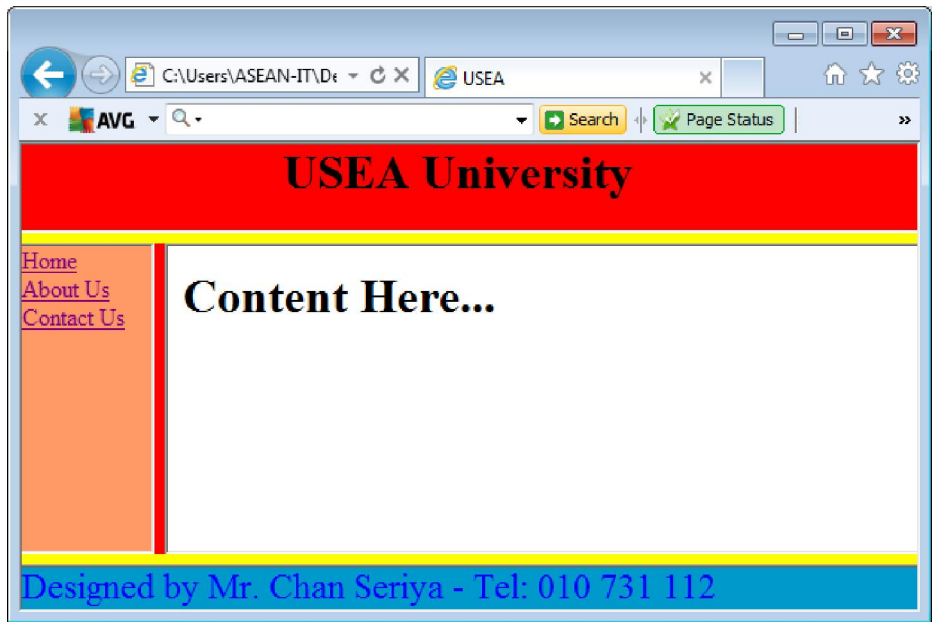 C:\Users\ASEAN-IT\De
USEA
AVG
Search
Page Status
USEA University
Home
About Us
Contact Us
Content Here...
Designed by Mr. Chan Seriya - Tel: 010 731 112